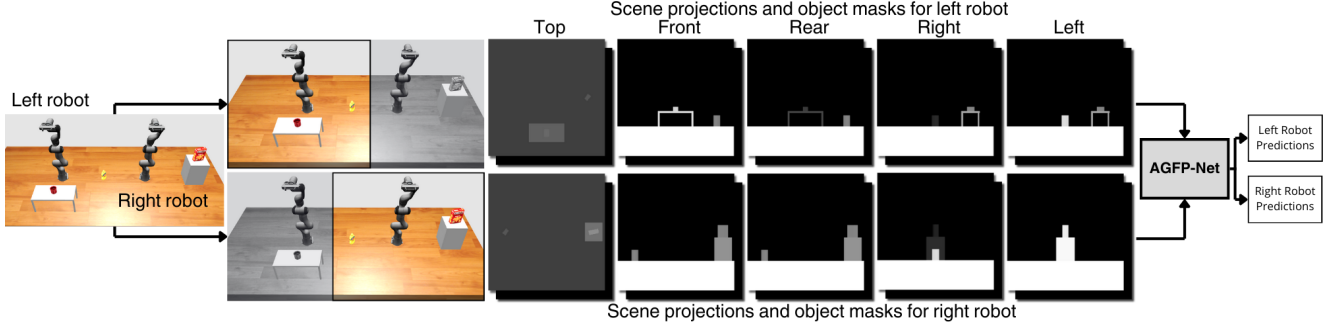 Scene projections and object masks for left robot
Top Front Rear Right Left
Left robot
Right robot
AGFP-Net
Left Robot
Predictions
Right Robot
Predictions
Scene projections and object masks for right robot